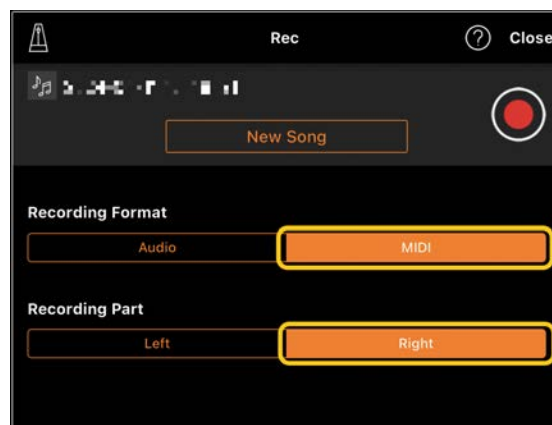 Rec
? Close
New Song
Recording Format
Audio MIDI
Recording Part
Left Right